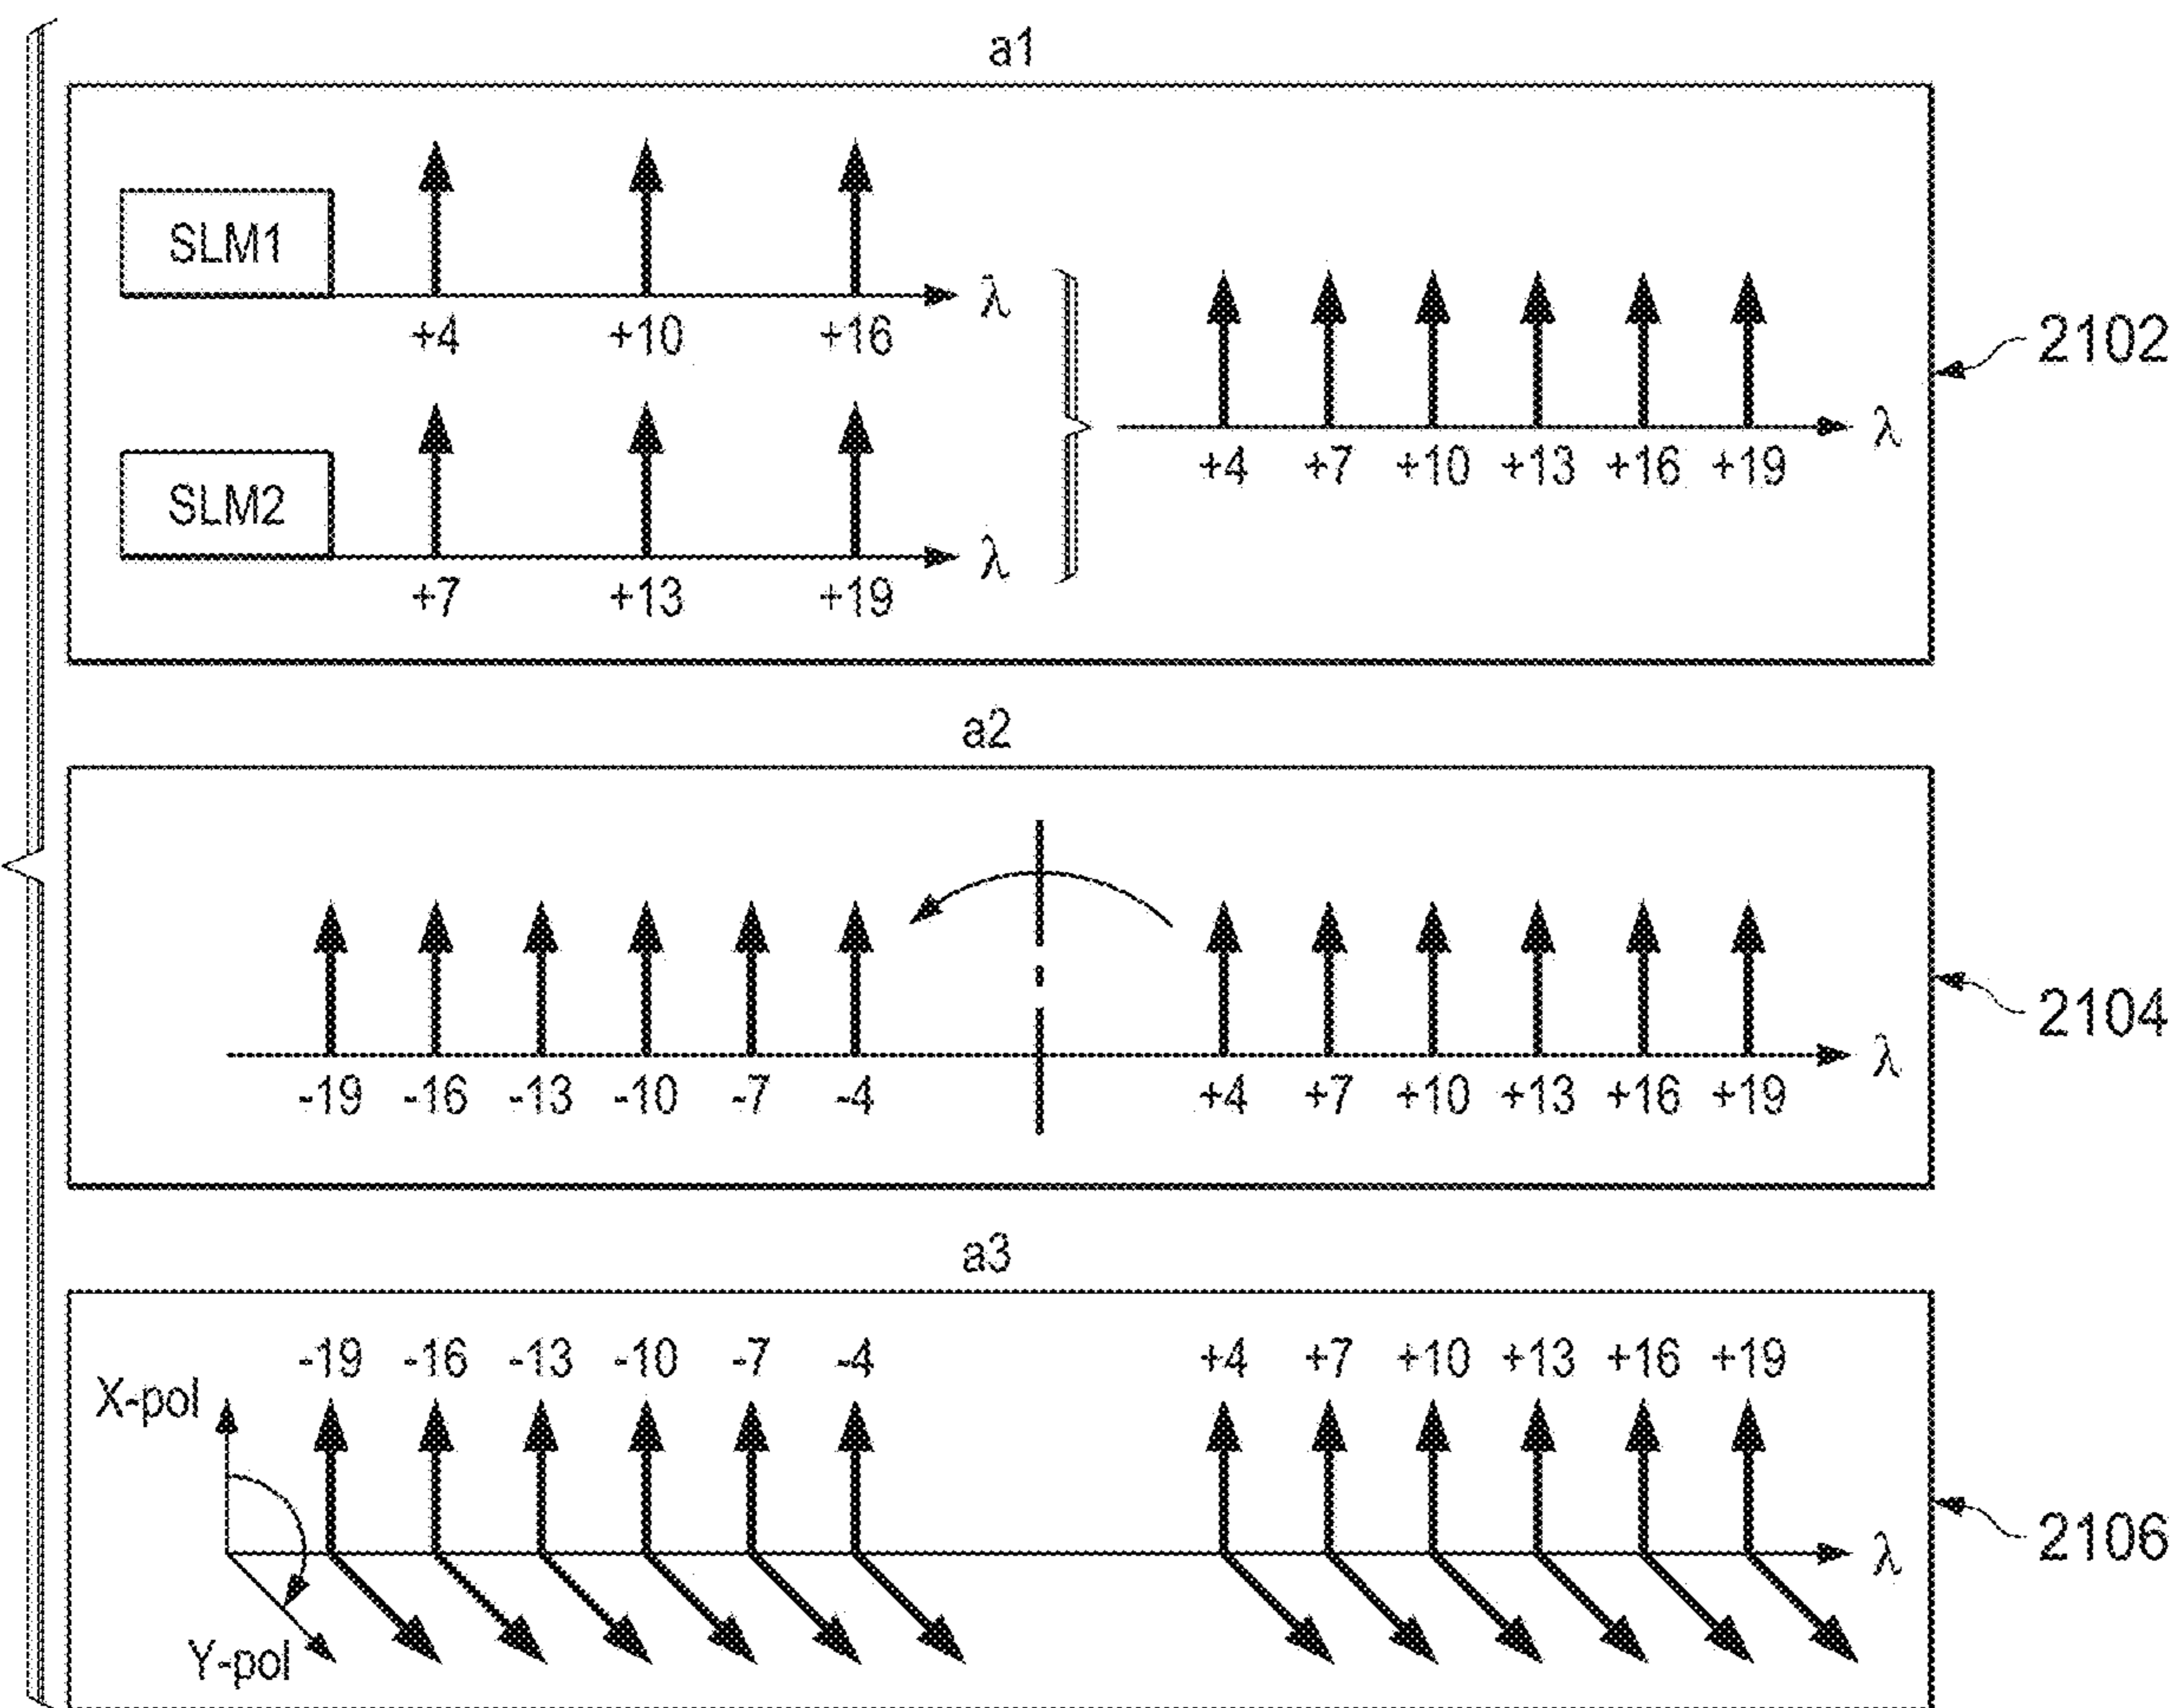 a1
SLM1
λ
+4 +10 +16
SLM2
λ
+7 +13 +19
λ
+4 +7 +10 +13 +16 +19
2102
a2
λ
-19 -16 -13 -10 -7 -4 +4 +7 +10 +13 +16 +19
2104
a3
-19 -16 -13 -10 -7 -4 +4 +7 +10 +13 +16 +19
X-pol
λ
Y-pol
2106